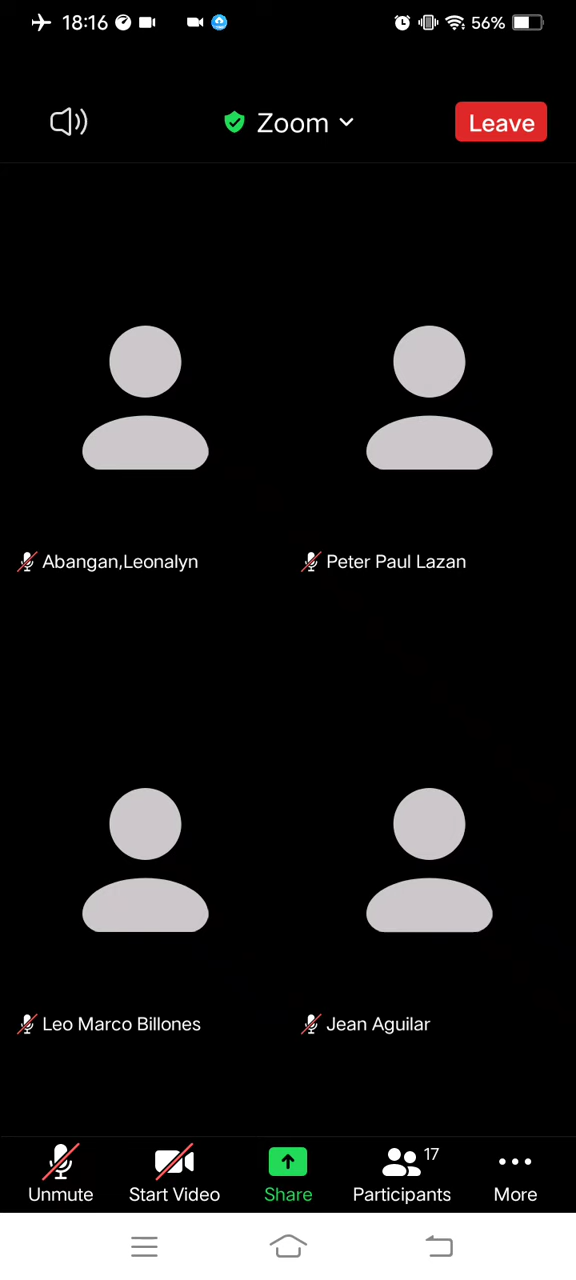 18:16
56%
Zoom
Leave
Abangan,Leonalyn
Peter Paul Lazan
Leo Marco Billones
Jean Aguilar
17
Unmute
Start Video
Share
Participants
More